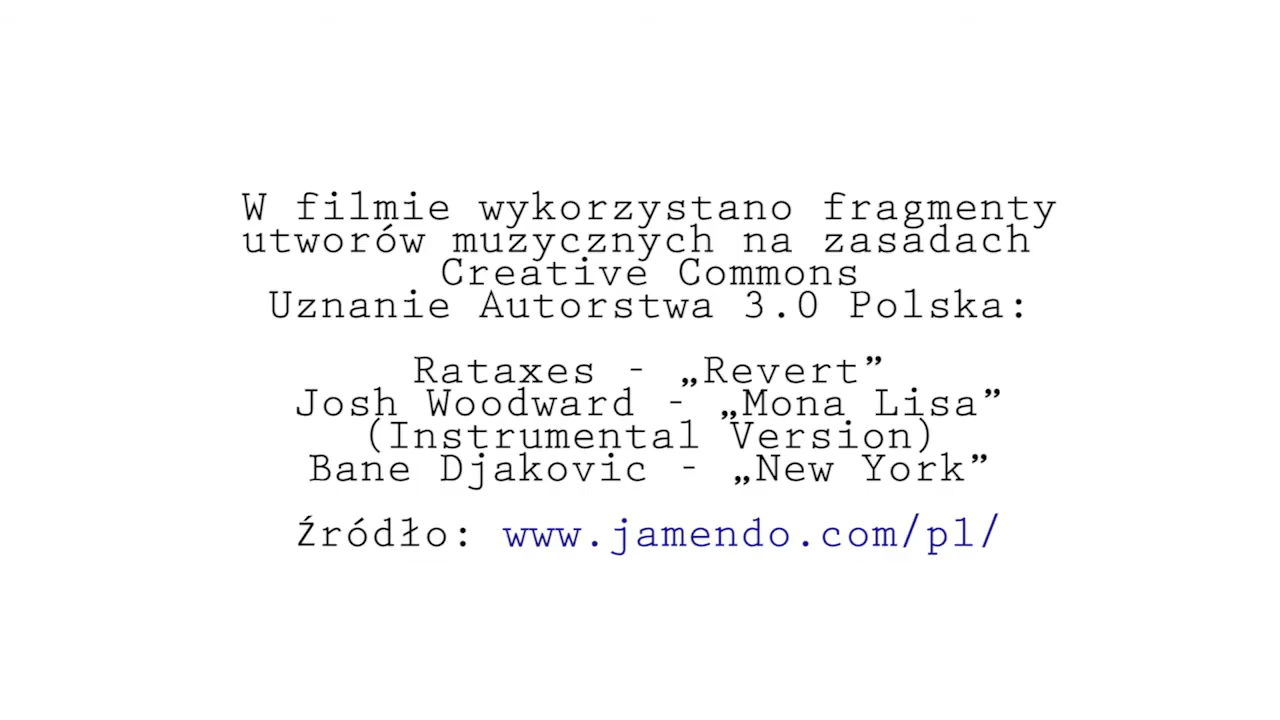 W filmie wykorzystano fragmenty
utworów muzycznych na zasadach
Creative Commons
Uznanie Autorstwa 3.0 Polska:
Rataxes - „Revert”
Josh Woodward - „Mona Lisa”
(Instrumental Version)
Bane Djakovic - „New York”
Źródło: www.jamendo.com/pl/